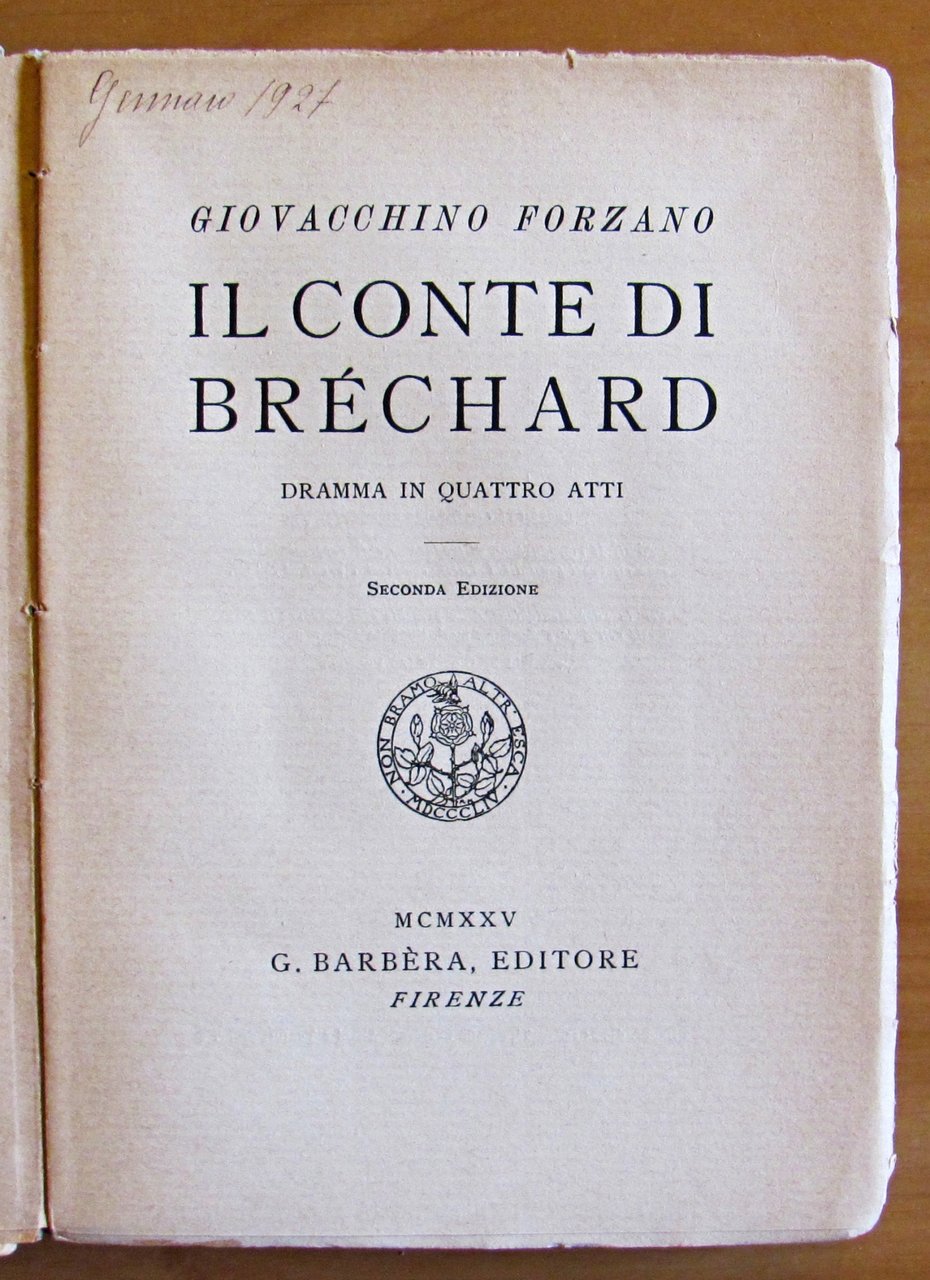 Gennaio 1927
GIOVACCHINO FORZANO
IL CONTE DI
BRÉCHARD
DRAMMA IN QUATTRO ATTI
SECONDA EDIZIONE
NON BRAMO ALTR' ESCA
· MDCCCLIV ·
MCMXXV
G. BARBÈRA, EDITORE
FIRENZE